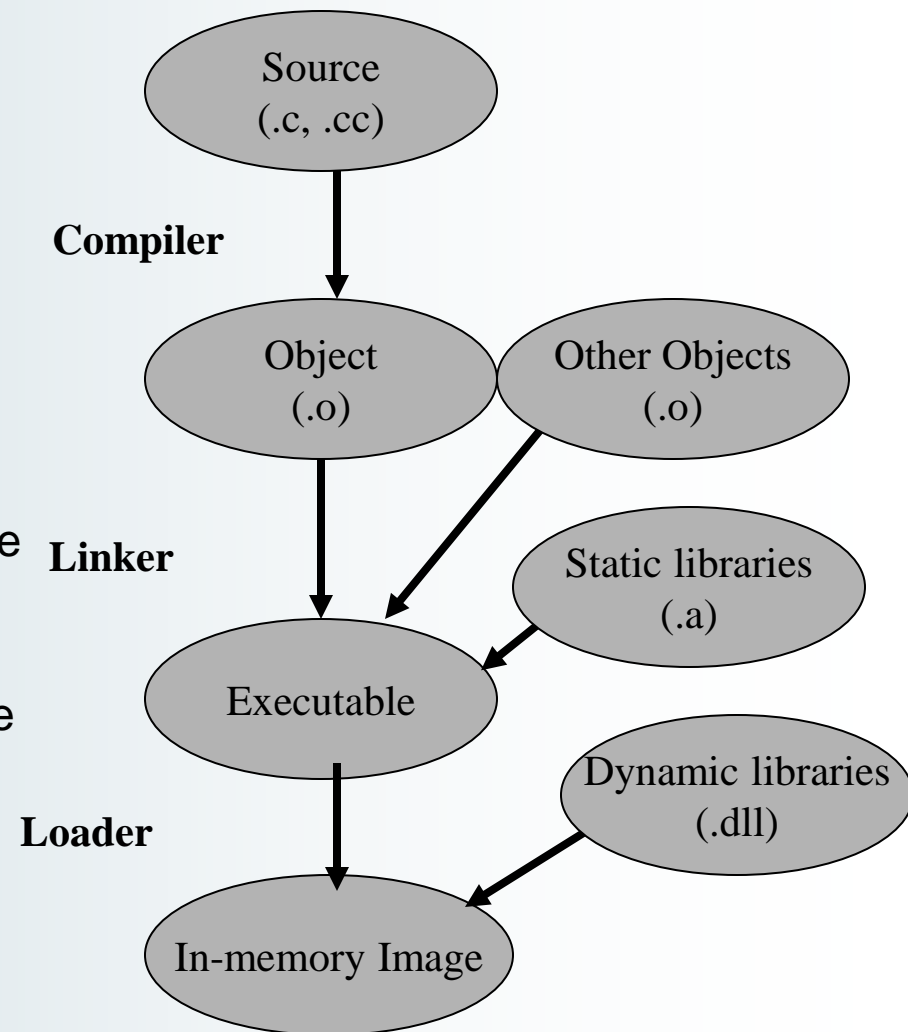 Source
(.c, .cc)
Compiler
Object
(.o)
Other Objects
(.o)
e
Linker
Static libraries
(.a)
Executable
e
Dynamic libraries
(.dll)
Loader
In-memory Image